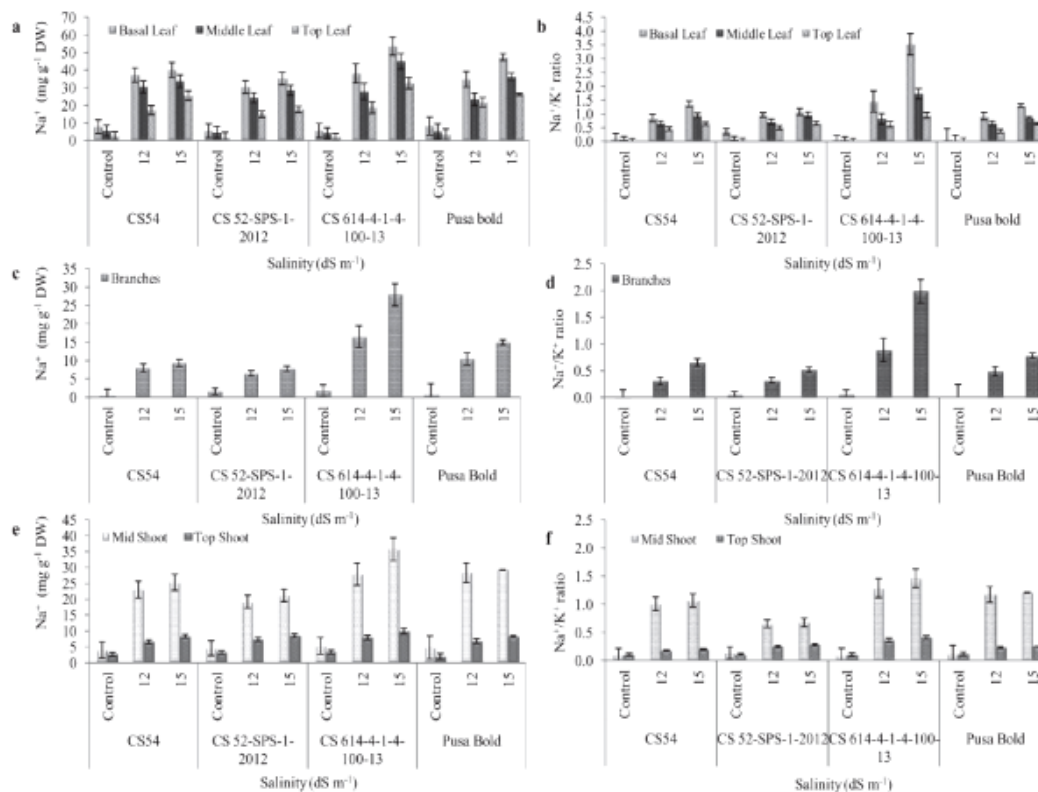 a
Basal Leaf Middle Leaf Top Leaf
Na⁺ (mg g⁻¹ DW)
70
60
50
40
30
20
10
0
Control 12 15 Control 12 15 Control 12 15 Control 12 15
CS54 CS 52-SPS-1-2012 CS 614-4-1-4-100-13 Pusa bold
Salinity (dS m⁻¹)
b
Basal Leaf Middle Leaf Top Leaf
Na⁺/K⁺ ratio
4.5
4.0
3.5
3.0
2.5
2.0
1.5
1.0
0.5
0.0
Control 12 15 Control 12 15 Control 12 15 Control 12 15
CS54 CS 52-SPS-1-2012 CS 614-4-1-4-100-13 Pusa bold
Salinity (dS m⁻¹)
c
Branches
Na⁺ (mg g⁻¹ DW)
35
30
25
20
15
10
5
0
Control 12 15 Control 12 15 Control 12 15 Control 12 15
CS54 CS 52-SPS-1-2012 CS 614-4-1-4-100-13 Pusa Bold
Salinity (dS m⁻¹)
d
Branches
Na⁺/K⁺ ratio
2.5
2.0
1.5
1.0
0.5
0.0
Control 12 15 Control 12 15 Control 12 15 Control 12 15
CS54 CS 52-SPS-1-2012 CS 614-4-1-4-100-13 Pusa Bold
Salinity (dS m⁻¹)
e
Mid Shoot Top Shoot
Na⁺ (mg g⁻¹ DW)
45
40
35
30
25
20
15
10
5
0
Control 12 15 Control 12 15 Control 12 15 Control 12 15
CS54 CS 52-SPS-1-2012 CS 614-4-1-4-100-13 Pusa Bold
Salinity (dS m⁻¹)
f
Mid Shoot Top Shoot
Na⁺/K⁺ ratio
2.5
2.0
1.5
1.0
0.5
0.0
Control 12 15 Control 12 15 Control 12 15 Control 12 15
CS54 CS 52-SPS-1-2012 CS 614-4-1-4-100-13 Pusa Bold
Salinity (dS m⁻¹)